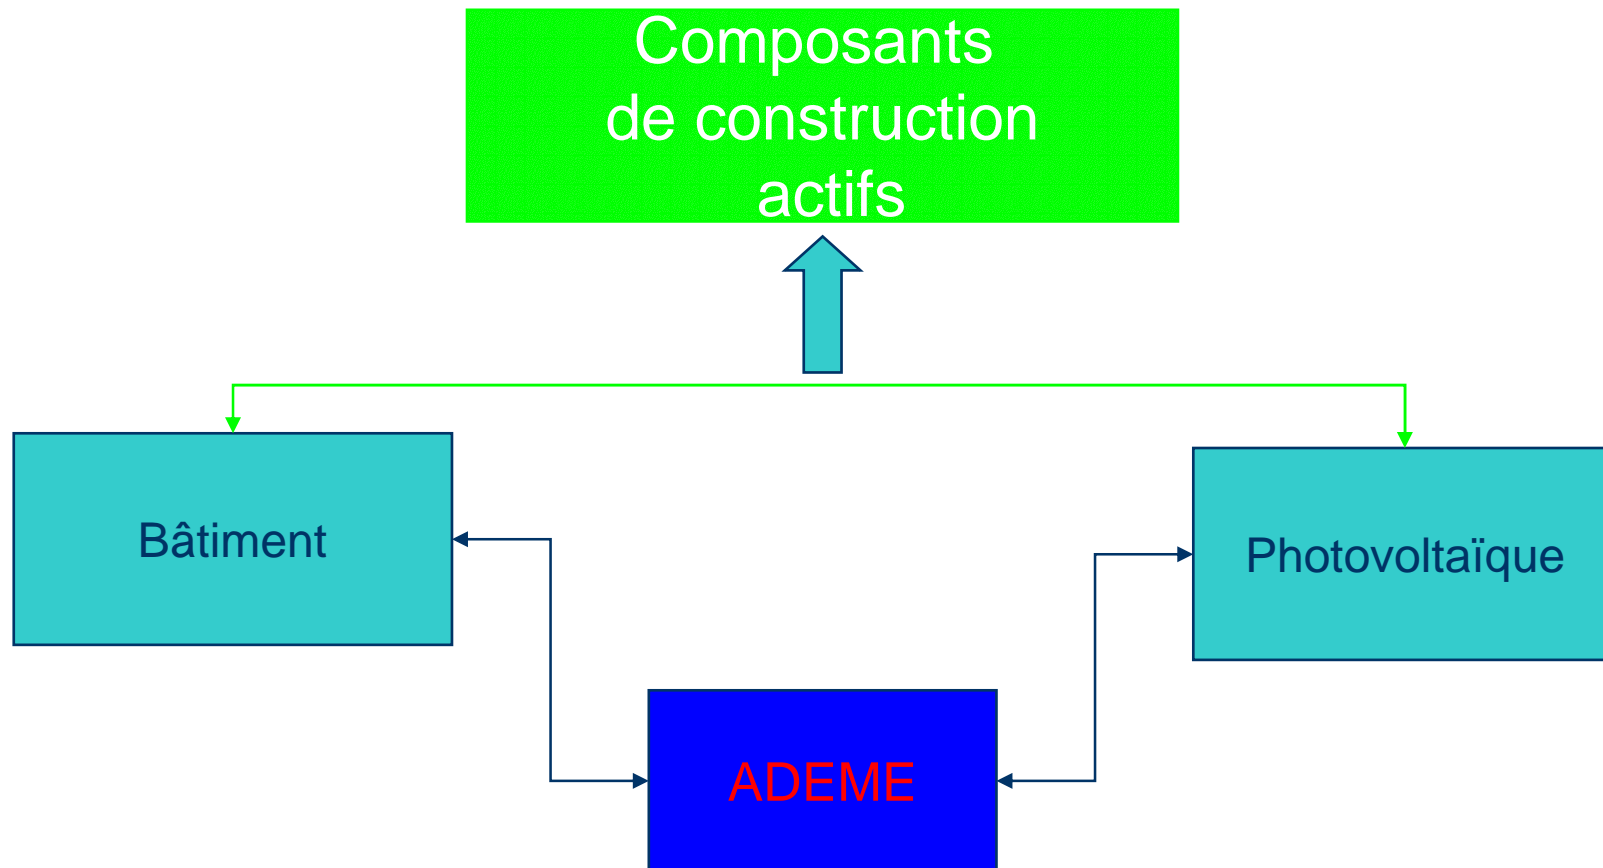 Composants
de construction
actifs
Bâtiment
Photovoltaïque
ADEME